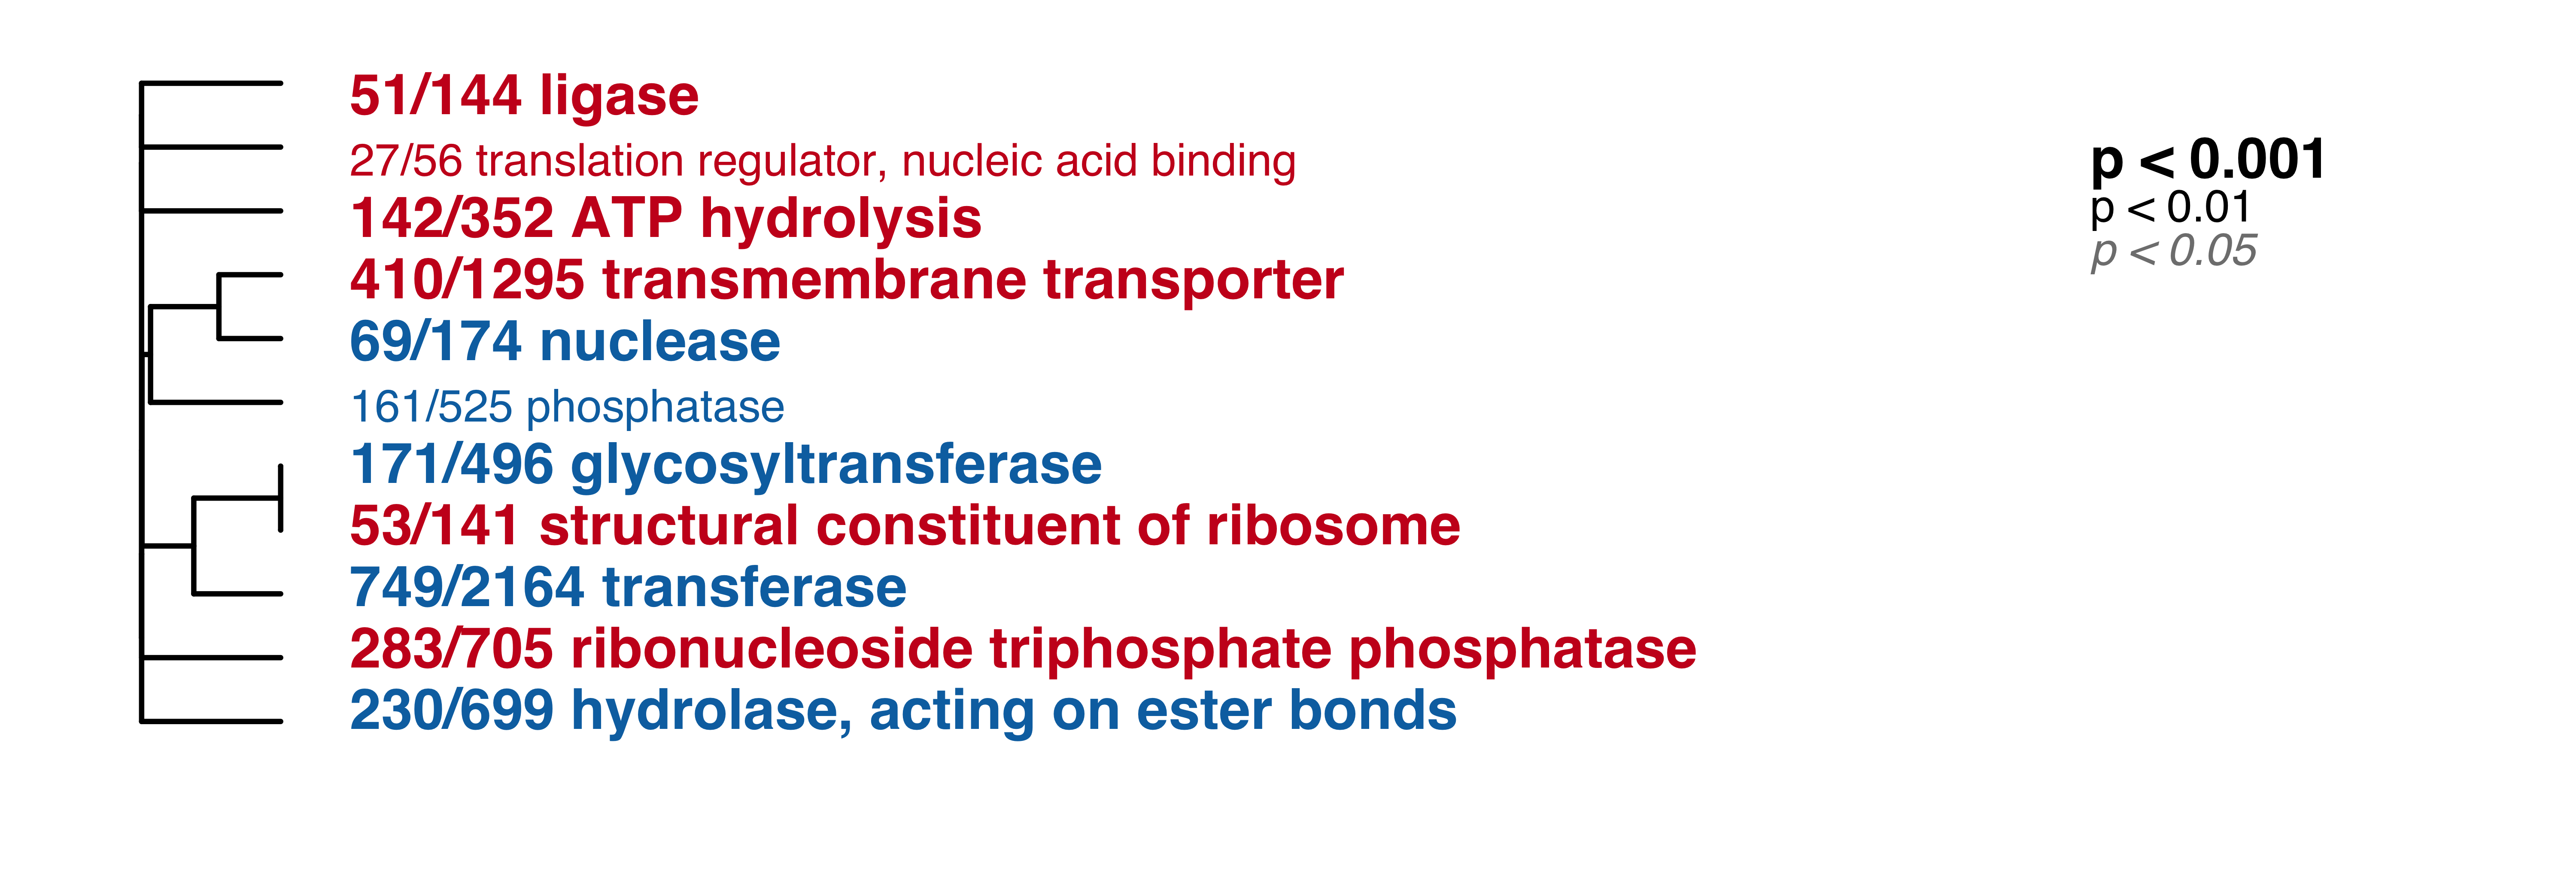 51/144 ligase
27/56 translation regulator, nucleic acid binding
142/352 ATP hydrolysis
410/1295 transmembrane transporter
69/174 nuclease
161/525 phosphatase
171/496 glycosyltransferase
53/141 structural constituent of ribosome
749/2164 transferase
283/705 ribonucleoside triphosphate phosphatase
230/699 hydrolase, acting on ester bonds
p < 0.001
p < 0.01
p < 0.05